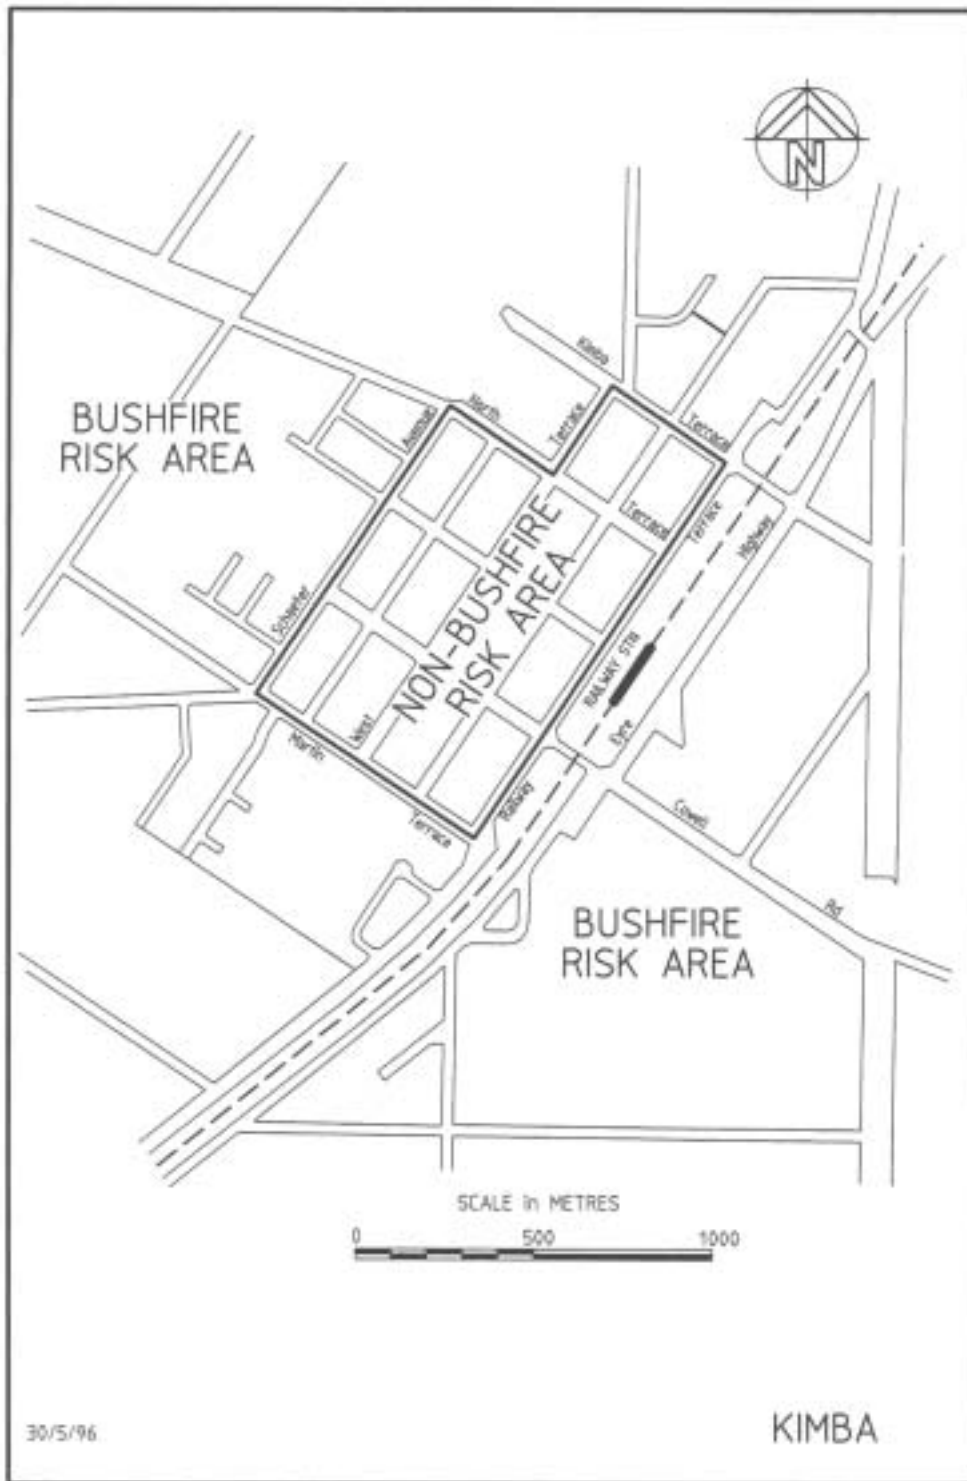 N
Kimba
BUSHFIRE
RISK AREA
North
Avenue
Terrace
Terrace
Terrace
Terrace
Highway
NON-BUSHFIRE
RISK AREA
RAILWAY STN
West
Eyre
Martin
Terrace
Railway
Cowell
Rd
BUSHFIRE
RISK AREA
SCALE in METRES
0 500 1000
30/5/96
KIMBA